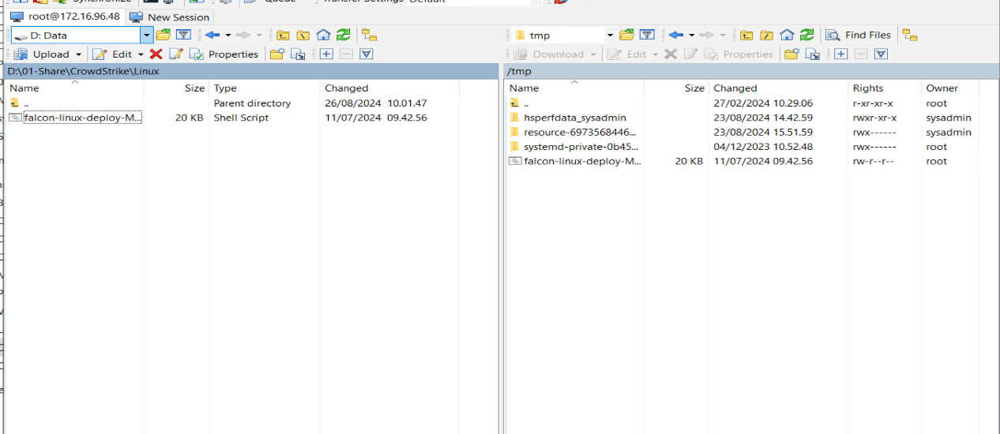 Synchronize Queue Transfer Settings Default
root@172.16.96.48 New Session
D: Data
Upload Edit Properties
D:\01-Share\CrowdStrike\Linux
Name Size Type Changed
.. Parent directory 26/08/2024 10.01.47
falcon-linux-deploy-M... 20 KB Shell Script 11/07/2024 09.42.56
tmp Find Files
Download Edit Properties
/tmp
Name Size Changed Rights Owner
.. 27/02/2024 10.29.06 r-xr-xr-x root
hsperfdata_sysadmin 23/08/2024 14.42.59 rwxr-xr-x sysadmin
resource-6973568446... 23/08/2024 15.51.59 rwx------ sysadmin
systemd-private-0b45... 04/12/2023 10.52.48 rwx------ root
falcon-linux-deploy-M... 20 KB 11/07/2024 09.42.56 rw-r--r-- root